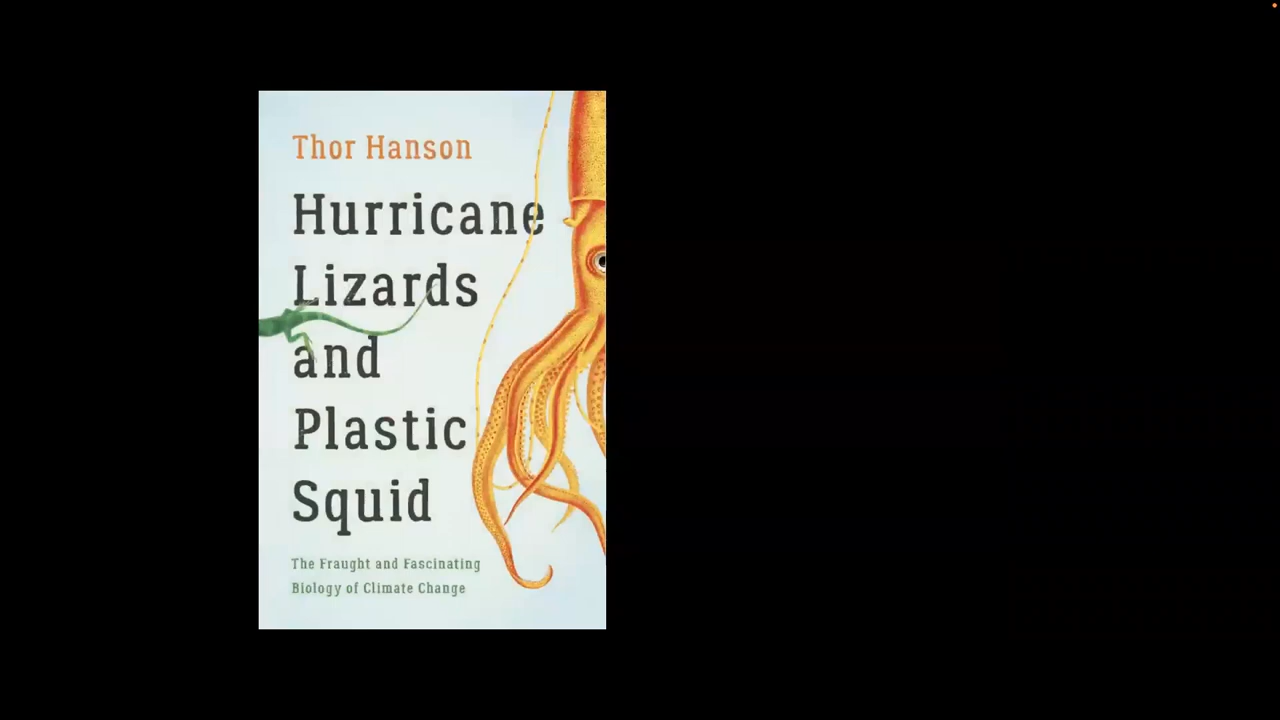 Thor Hanson
Hurricane
Lizards
and
Plastic
Squid
The Fraught and Fascinating
Biology of Climate Change